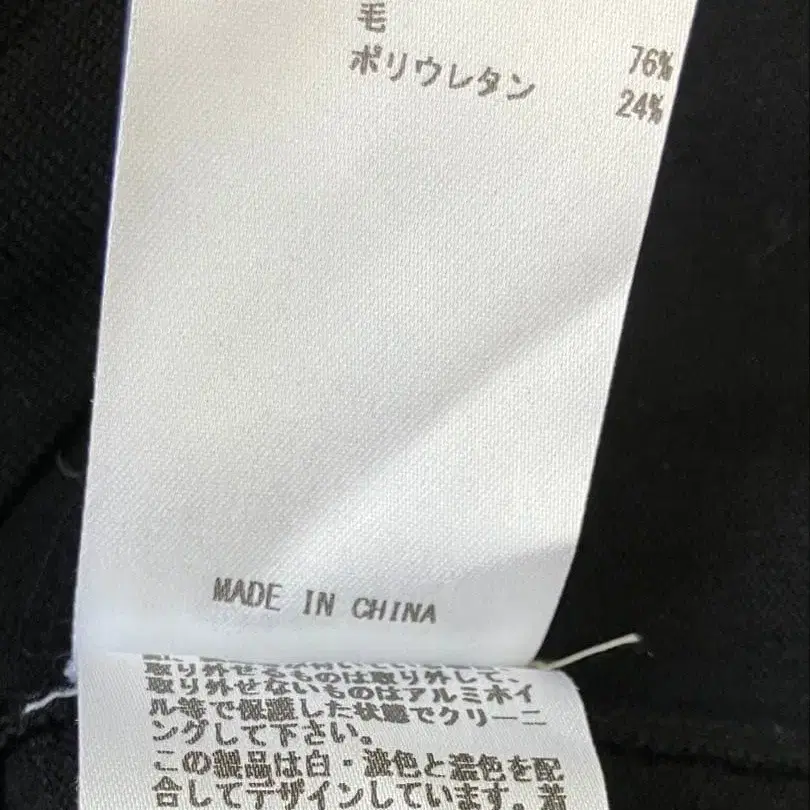 毛 76%
ポリウレタン 24%
MADE IN CHINA
取り外せるものは取り外して、
取り外せないものはアルミホイ
ル等で保護した状態でクリーニ
ングして下さい。
この製品は白・淡色と濃色を配
合してデザインしています。着